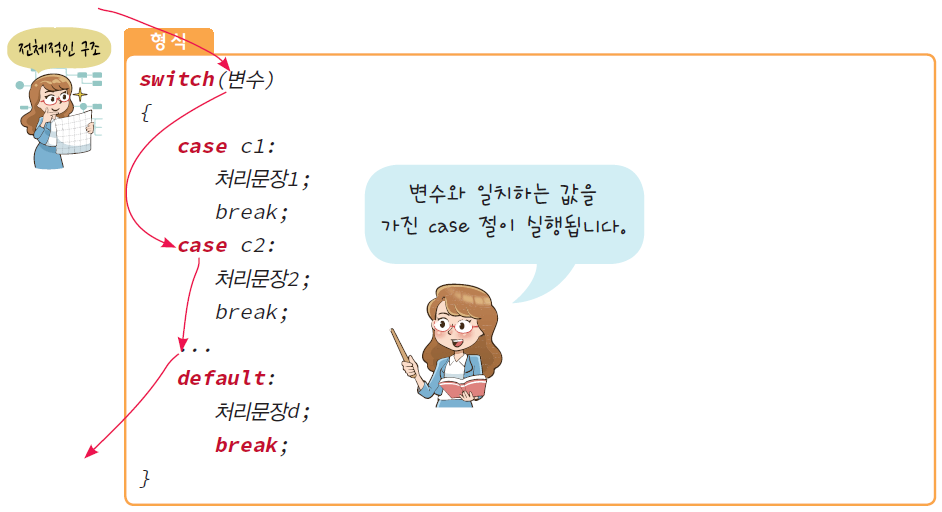 전체적인 구조
형식
switch(변수)
{
case c1:
처리문장1;
break;
변수와 일치하는 값을
가진 case 절이 실행됩니다.
case c2:
처리문장2;
break;
...
default:
처리문장d;
break;
}